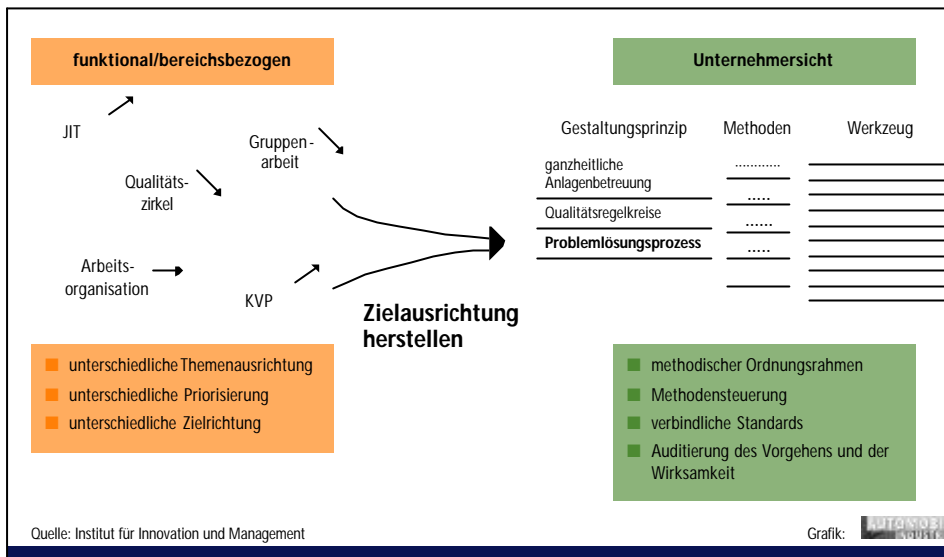 funktional/bereichsbezogen
Unternehmersicht
JIT
Gruppen-
arbeit
Qualitäts-
zirkel
Arbeits-
organisation
KVP
Zielausrichtung
herstellen
Gestaltungsprinzip
Methoden
Werkzeug
ganzheitliche
Anlagenbetreuung
............
Qualitätsregelkreise
.....
......
Problemlösungsprozess
.....
unterschiedliche Themenausrichtung
unterschiedliche Priorisierung
unterschiedliche Zielrichtung
methodischer Ordnungsrahmen
Methodensteuerung
verbindliche Standards
Auditierung des Vorgehens und der
Wirksamkeit
Quelle: Institut für Innovation und Management
Grafik:
AUTOMOBI